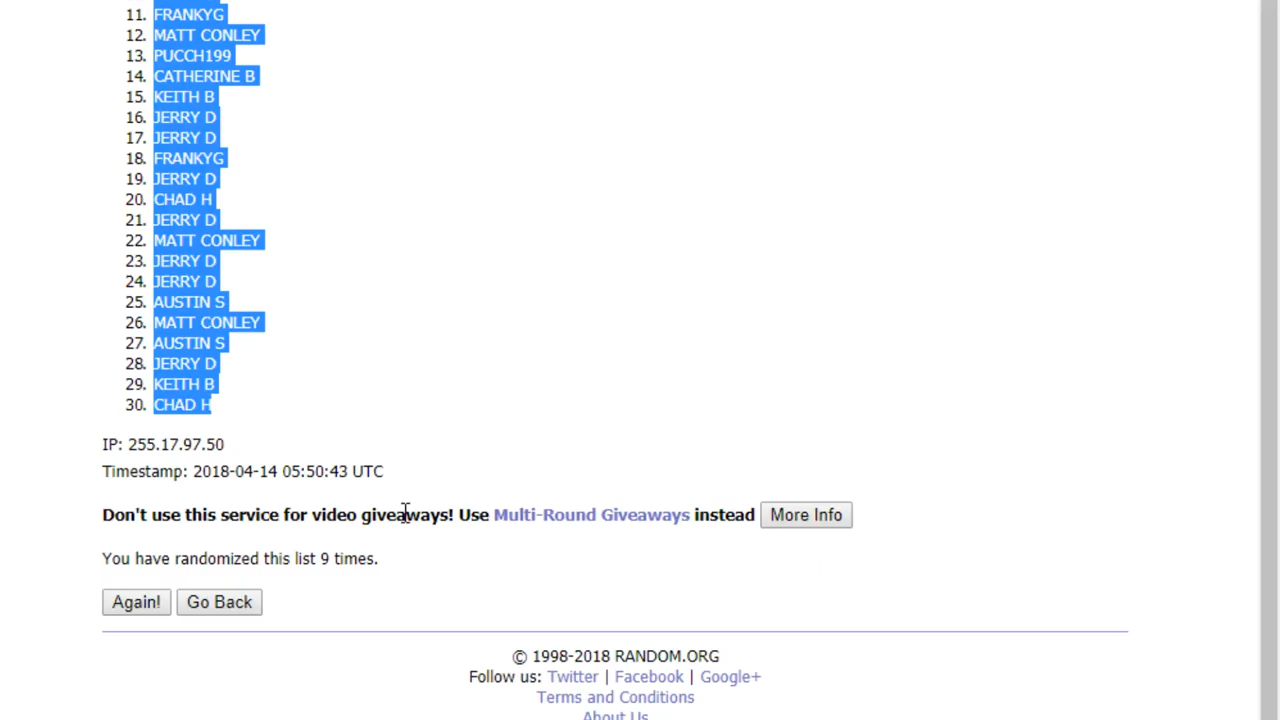 11. FRANKYG
12. MATT CONLEY
13. PUCCH199
14. CATHERINE B
15. KEITH B
16. JERRY D
17. JERRY D
18. FRANKYG
19. JERRY D
20. CHAD H
21. JERRY D
22. MATT CONLEY
23. JERRY D
24. JERRY D
25. AUSTIN S
26. MATT CONLEY
27. AUSTIN S
28. JERRY D
29. KEITH B
30. CHAD H
IP: 255.17.97.50
Timestamp: 2018-04-14 05:50:43 UTC
Don't use this service for video giveaways! Use Multi-Round Giveaways instead More Info
You have randomized this list 9 times.
Again! Go Back
© 1998-2018 RANDOM.ORG
Follow us: Twitter | Facebook | Google+
Terms and Conditions
About Us